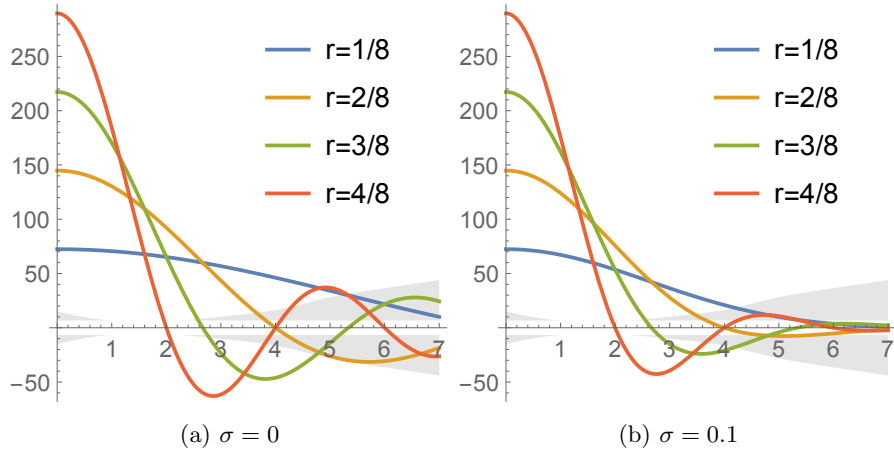 250
200
150
100
50
−50
1 2 3 4 5 6 7
r=1/8
r=2/8
r=3/8
r=4/8
(a) σ = 0
250
200
150
100
50
−50
1 2 3 4 5 6 7
r=1/8
r=2/8
r=3/8
r=4/8
(b) σ = 0.1